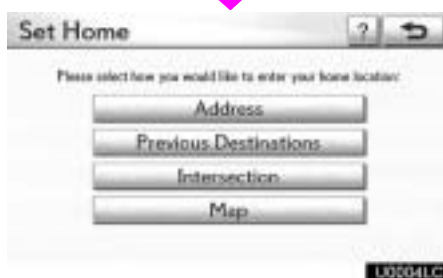 Set Home
?
Please select how you would like to enter your home location:
Address
Previous Destinations
Intersection
Map
U0004LC